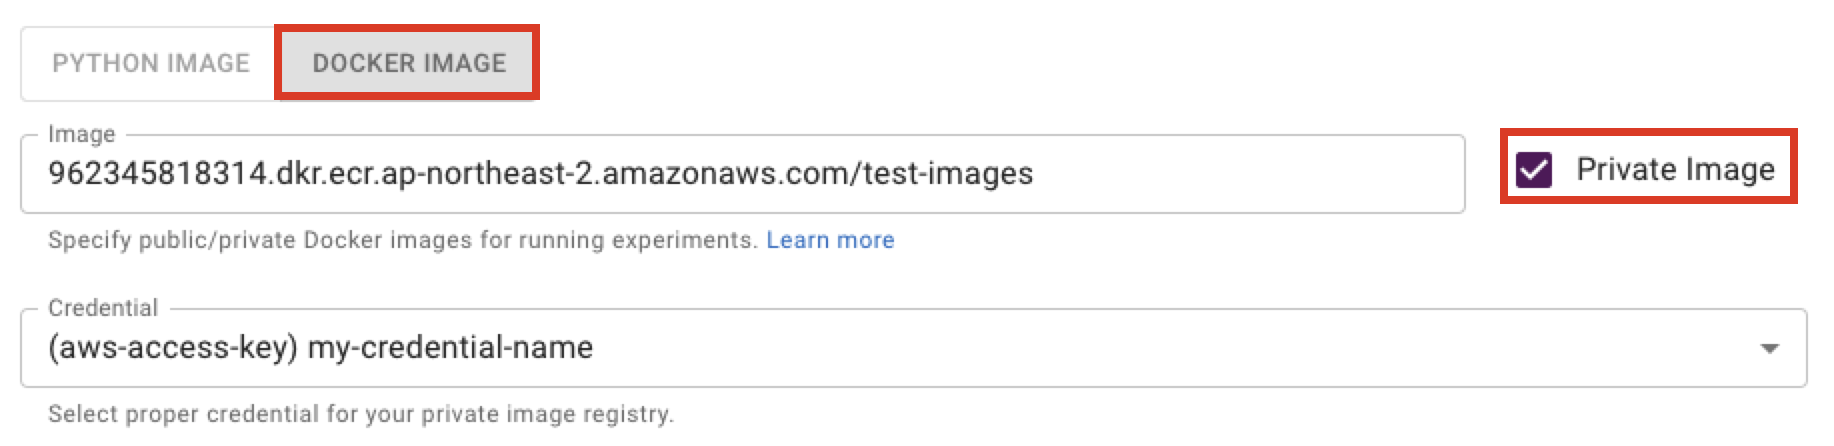 PYTHON IMAGE DOCKER IMAGE
Image
962345818314.dkr.ecr.ap-northeast-2.amazonaws.com/test-images
Private Image
Specify public/private Docker images for running experiments. Learn more
Credential
(aws-access-key) my-credential-name
Select proper credential for your private image registry.